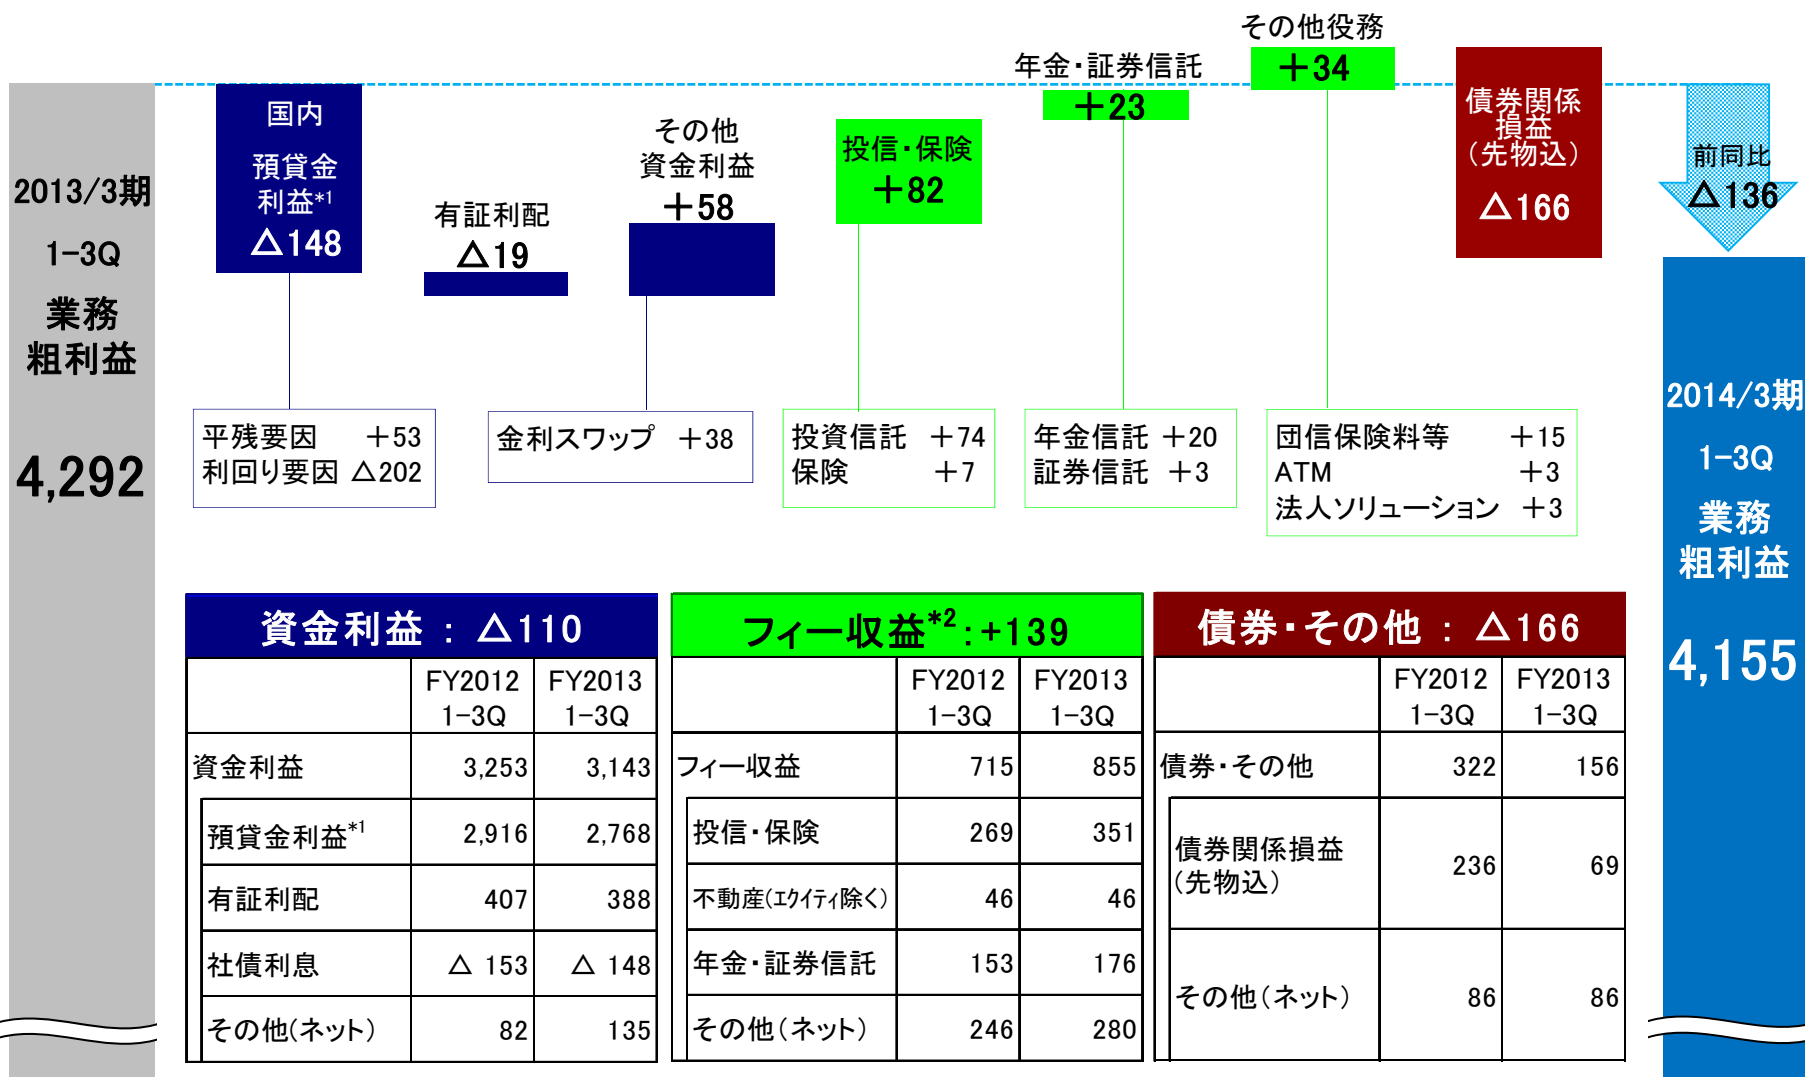 2013/3期
1-3Q
業務
粗利益
4,292
国内
預貸金
利益*1
△148
有証利配
△19
その他
資金利益
+58
投信・保険
+82
年金・証券信託
+23
その他役務
+34
債券関係
損益
(先物込)
△166
前同比
△136
2014/3期
1-3Q
業務
粗利益
4,155
平残要因 +53
利回り要因 △202
金利スワップ +38
投資信託 +74
保険 +7
年金信託 +20
証券信託 +3
団信保険料等 +15
ATM +3
法人ソリューション +3
資金利益 : △110
FY2012 FY2013
1-3Q 1-3Q
資金利益 3,253 3,143
預貸金利益*1 2,916 2,768
有証利配 407 388
社債利息 △ 153 △ 148
その他(ネット) 82 135
フィー収益*2:+139
FY2012 FY2013
1-3Q 1-3Q
フィー収益 715 855
投信・保険 269 351
不動産(エクイティ除く) 46 46
年金・証券信託 153 176
その他(ネット) 246 280
債券・その他 : △166
FY2012 FY2013
1-3Q 1-3Q
債券・その他 322 156
債券関係損益
(先物込) 236 69
その他(ネット) 86 86